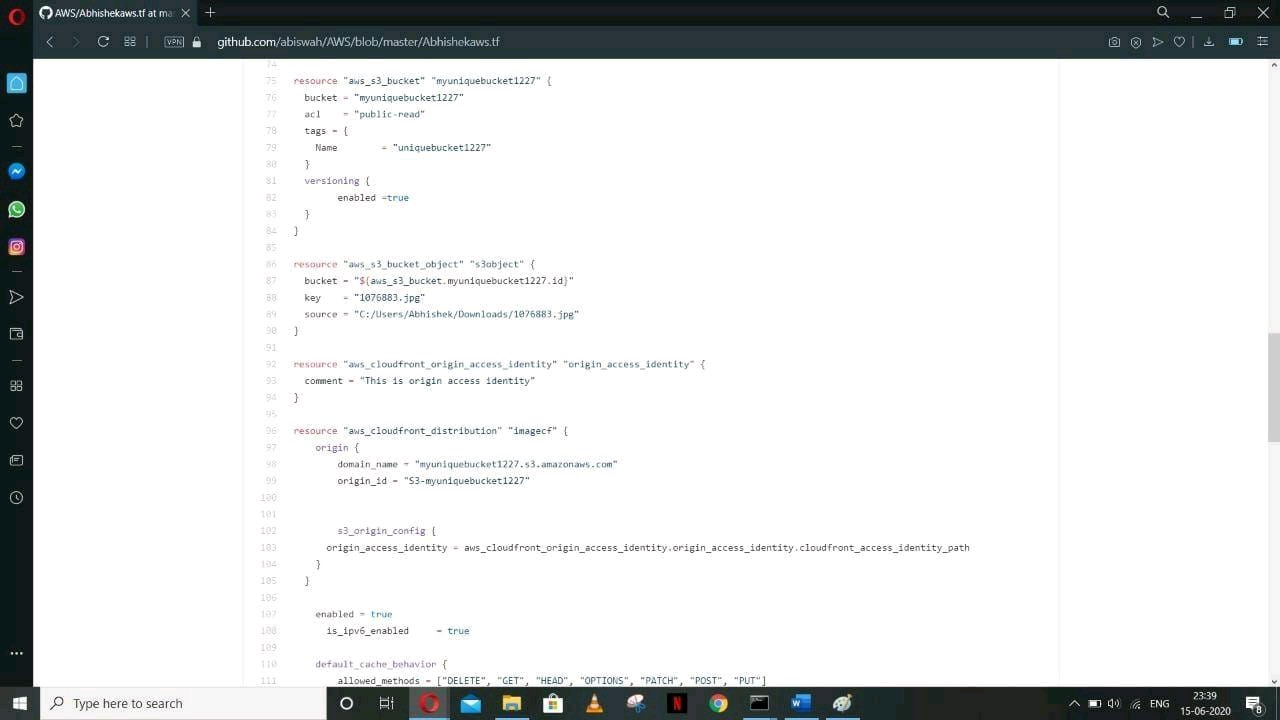 AWS/Abhishekaws.tf at mas
VPN
github.com/abiswah/AWS/blob/master/Abhishekaws.tf
74
75 resource "aws_s3_bucket" "myuniquebucket1227" {
76 bucket = "myuniquebucket1227"
77 acl = "public-read"
78 tags = {
79 Name = "uniquebucket1227"
80 }
81 versioning {
82 enabled =true
83 }
84 }
85
86 resource "aws_s3_bucket_object" "s3object" {
87 bucket = "${aws_s3_bucket.myuniquebucket1227.id}"
88 key = "1076883.jpg"
89 source = "C:/Users/Abhishek/Downloads/1076883.jpg"
90 }
91
92 resource "aws_cloudfront_origin_access_identity" "origin_access_identity" {
93 comment = "This is origin access identity"
94 }
95
96 resource "aws_cloudfront_distribution" "imagecf" {
97 origin {
98 domain_name = "myuniquebucket1227.s3.amazonaws.com"
99 origin_id = "S3-myuniquebucket1227"
100
101
102 s3_origin_config {
103 origin_access_identity = aws_cloudfront_origin_access_identity.origin_access_identity.cloudfront_access_identity_path
104 }
105 }
106
107 enabled = true
108 is_ipv6_enabled = true
109
110 default_cache_behavior {
111 allowed_methods = ["DELETE", "GET", "HEAD", "OPTIONS", "PATCH", "POST", "PUT"]
Type here to search
ENG
23:39
15-06-2020
8